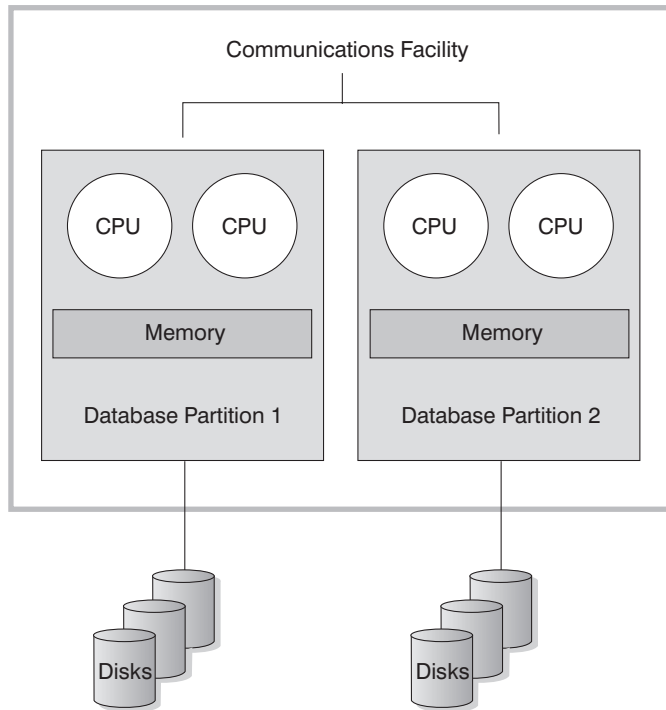 Communications Facility
CPU
CPU
Memory
Database Partition 1
CPU
CPU
Memory
Database Partition 2
Disks
Disks